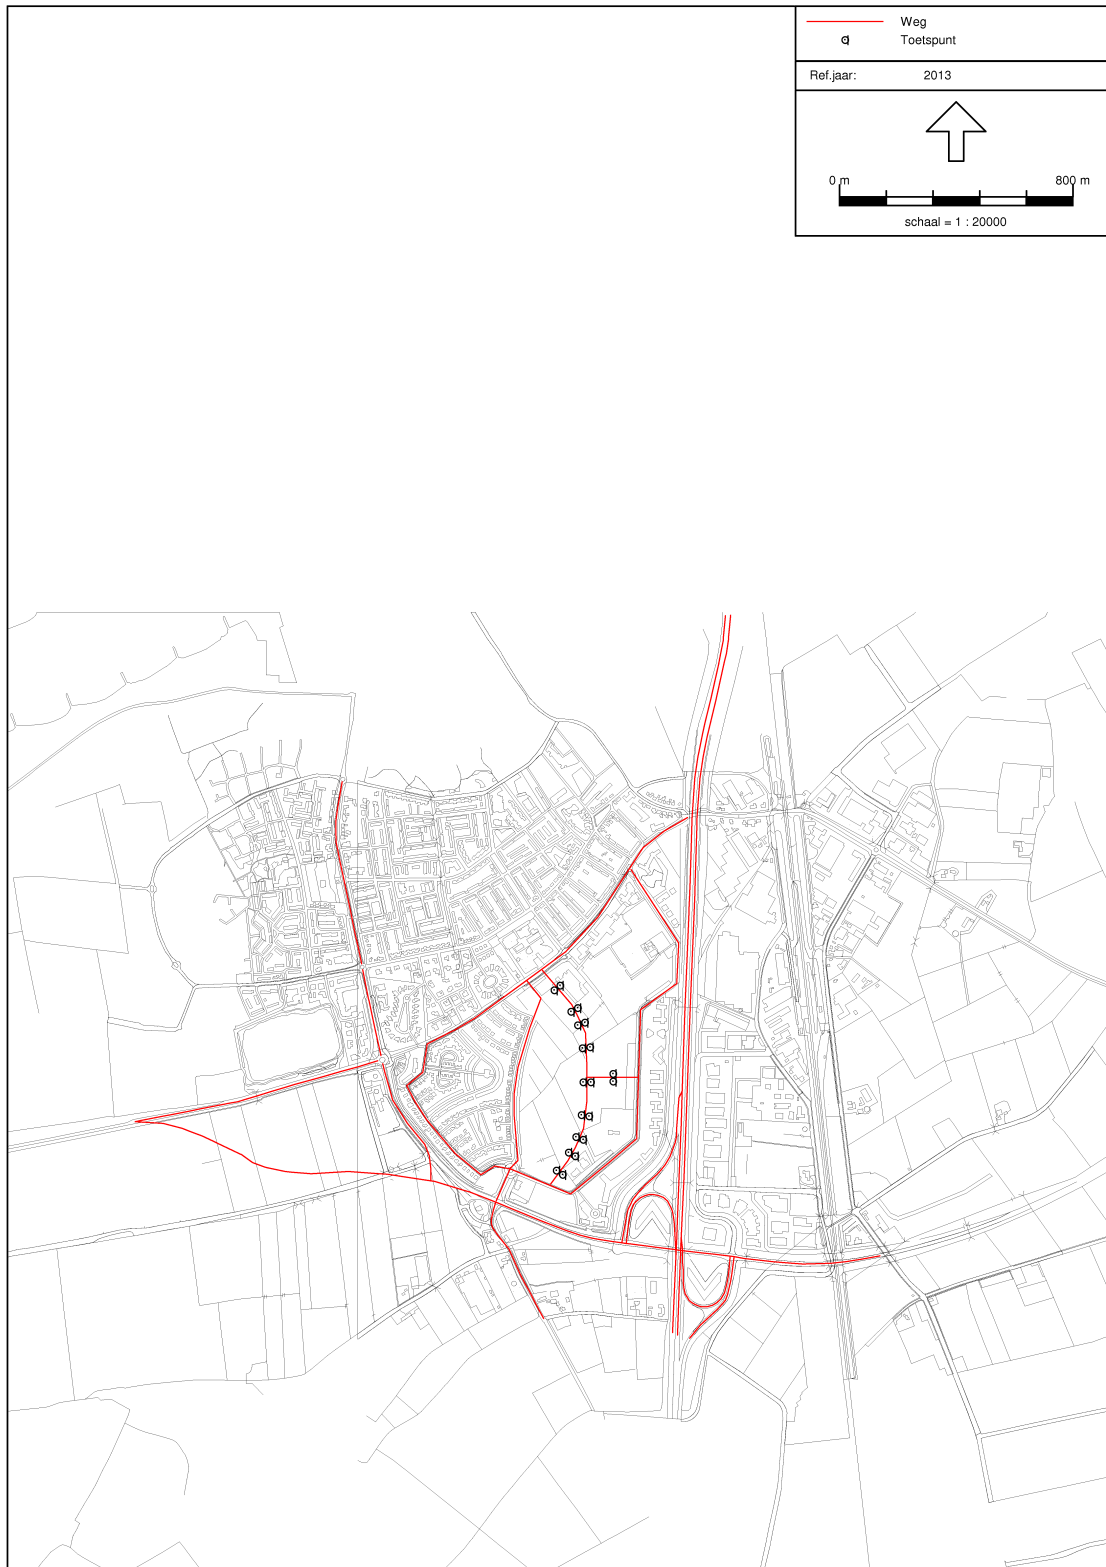 Weg
Toetspunt
Ref.jaar: 2013
0 m 800 m
schaal = 1 : 20000